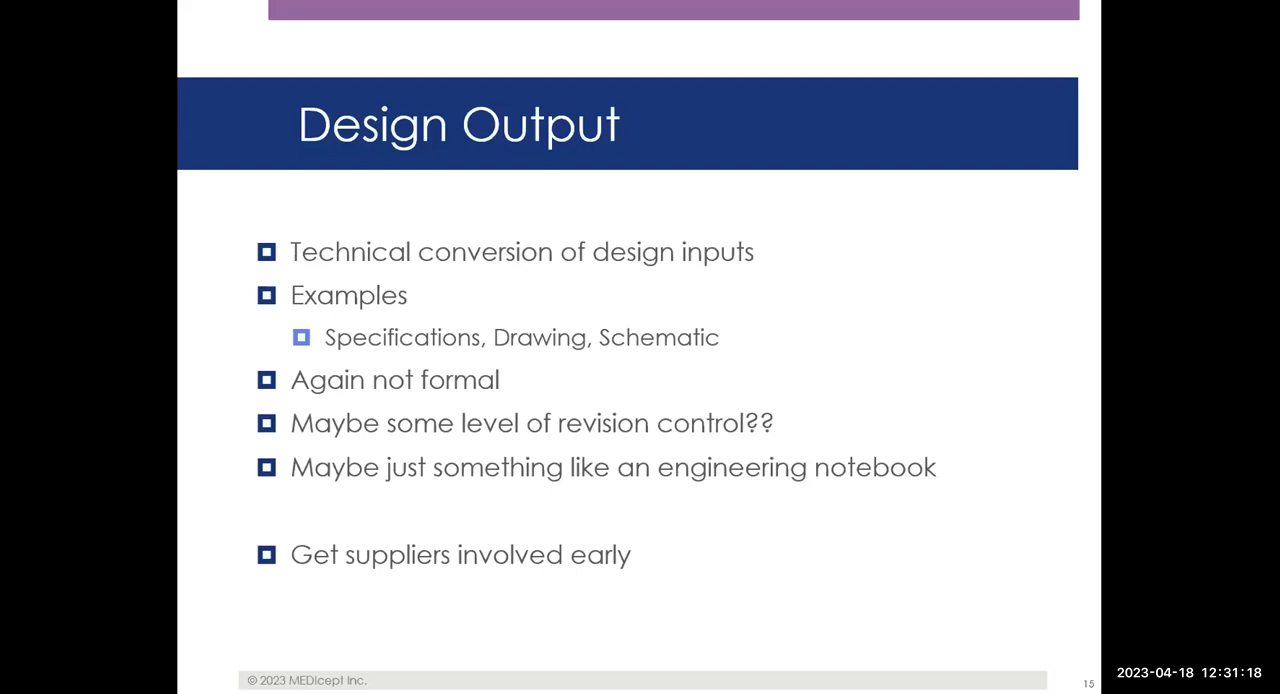 Design Output
Technical conversion of design inputs
Examples
Specifications, Drawing, Schematic
Again not formal
Maybe some level of revision control??
Maybe just something like an engineering notebook
Get suppliers involved early
© 2023 MEDIcept Inc.
15
2023-04-18 12:31:18